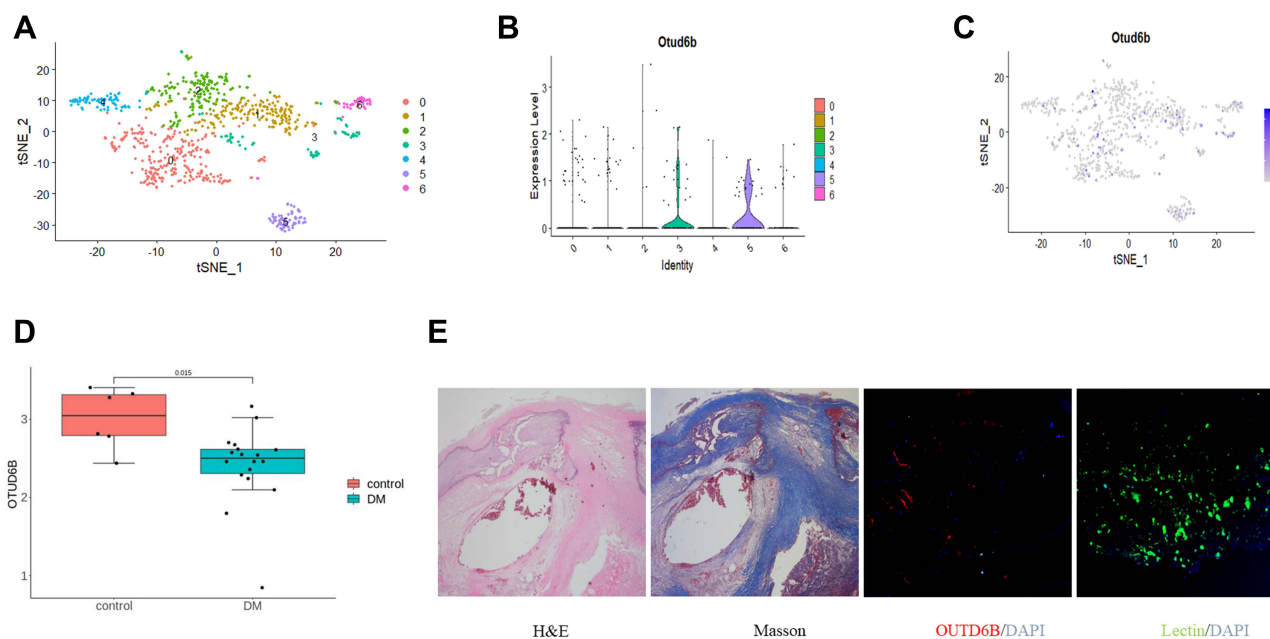 A
tSNE_2
20
10
0
-10
-20
-30
-20
-10
0
10
20
tSNE_1
0
1
2
3
4
5
6
0
1
2
3
4
5
6
B
Otud6b
Expression Level
3
2
1
0
0
1
2
3
4
5
6
Identity
0
1
2
3
4
5
6
C
Otud6b
tSNE_2
20
0
-20
-20
-10
0
10
20
tSNE_1
D
OTUD6B
3
2
1
0.015
control
DM
control
DM
E
H&E
Masson
OUTD6B/DAPI
Lectin/DAPI